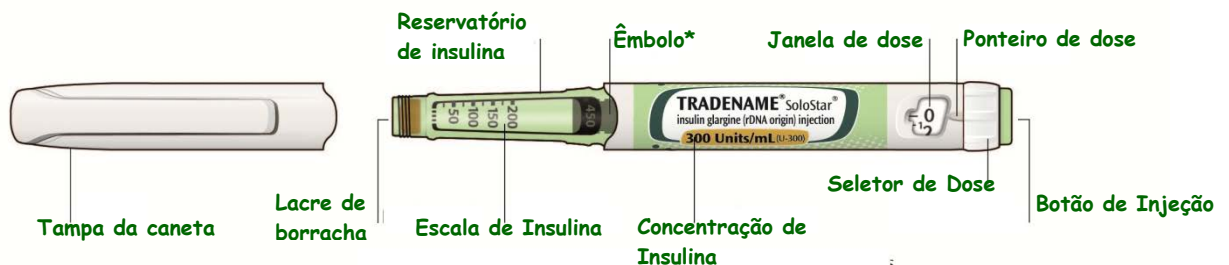 Reservatório
de insulina
Êmbolo*
Janela de dose
Ponteiro de dose
50
100
150
200
450
TRADENAME® SoloStar®
insulin glargine (rDNA origin) injection
300 Units/mL (U-300)
0
1
2
Seletor de Dose
Tampa da caneta
Lacre de
borracha
Escala de Insulina
Concentração de
Insulina
Botão de Injeção